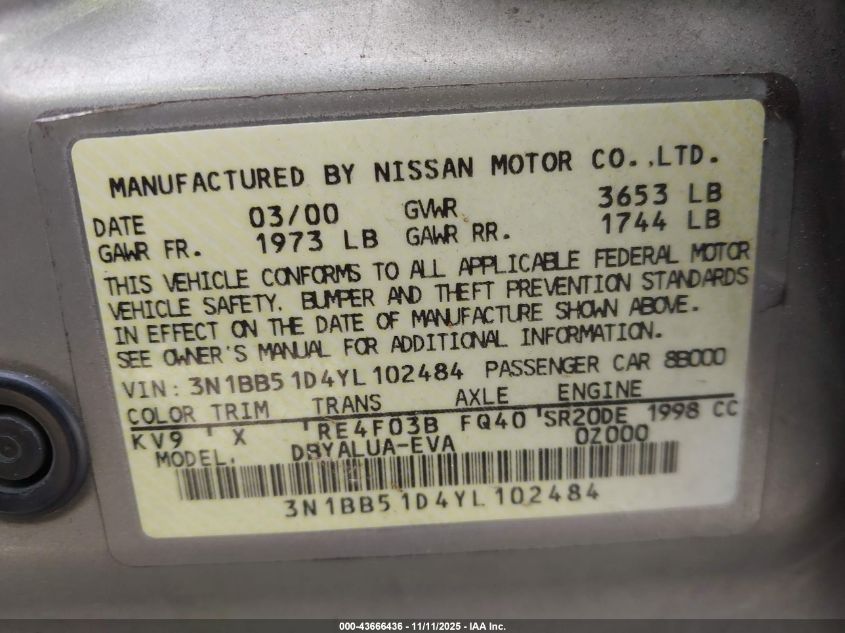 MANUFACTURED BY NISSAN MOTOR CO.,LTD.
DATE 03/00 GVWR 3653 LB
GAWR FR. 1973 LB GAWR RR. 1744 LB
THIS VEHICLE CONFORMS TO ALL APPLICABLE FEDERAL MOTOR
VEHICLE SAFETY, BUMPER AND THEFT PREVENTION STANDARDS
IN EFFECT ON THE DATE OF MANUFACTURE SHOWN ABOVE.
SEE OWNER'S MANUAL FOR ADDITIONAL INFORMATION.
VIN: 3N1BB51D4YL102484 PASSENGER CAR 8B000
COLOR TRIM TRANS AXLE ENGINE
KV9 X RE4F03B FQ40 SR20DE 1998 CC
MODEL. DBYALUA-EVA 0Z000
3N1BB51D4YL102484
000-43666436 - 11/11/2025 - IAA Inc.